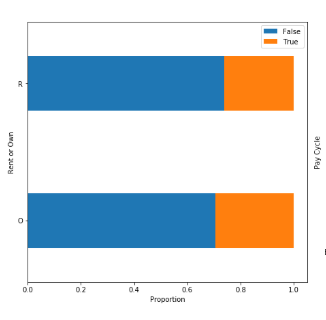 False
True
R
O
Rent or Own
0.0 0.2 0.4 0.6 0.8 1.0
Proportion
Pay Cycle